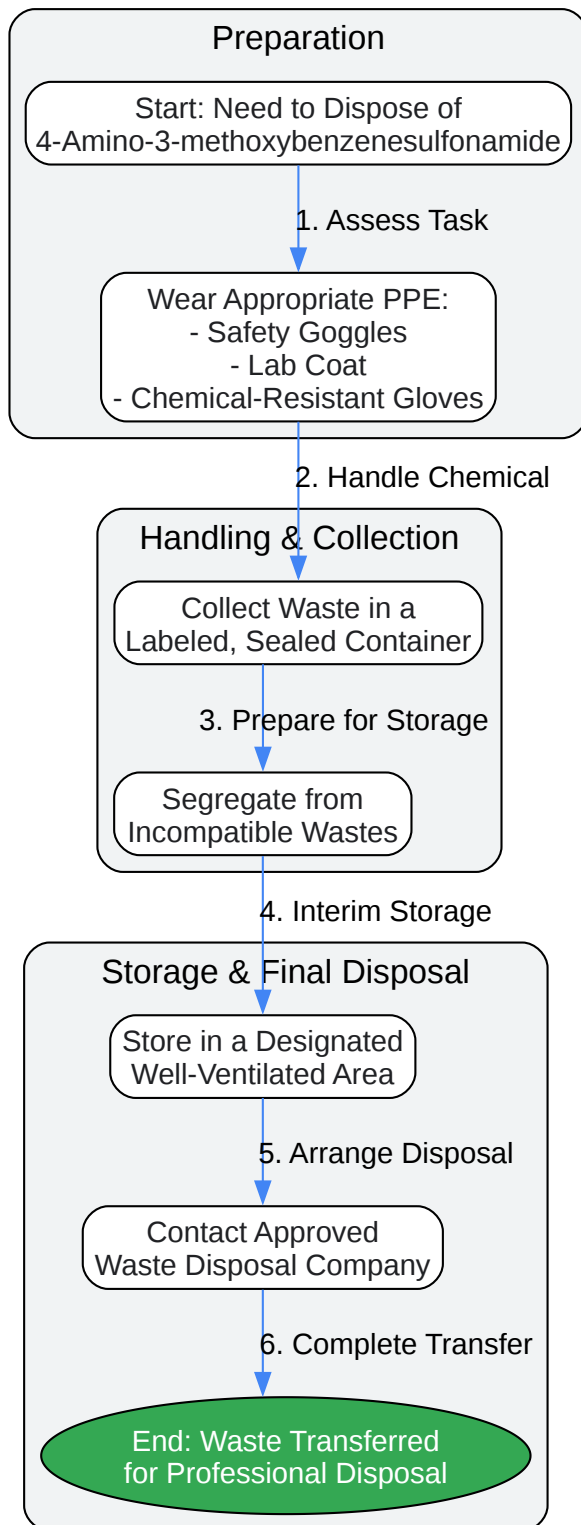 Preparation
Start: Need to Dispose of
4-Amino-3-methoxybenzenesulfonamide
1. Assess Task
Wear Appropriate PPE:
- Safety Goggles
- Lab Coat
- Chemical-Resistant Gloves
2. Handle Chemical
Handling & Collection
Collect Waste in a
Labeled, Sealed Container
3. Prepare for Storage
Segregate from
Incompatible Wastes
4. Interim Storage
Storage & Final Disposal
Store in a Designated
Well-Ventilated Area
5. Arrange Disposal
Contact Approved
Waste Disposal Company
6. Complete Transfer
End: Waste Transferred
for Professional Disposal